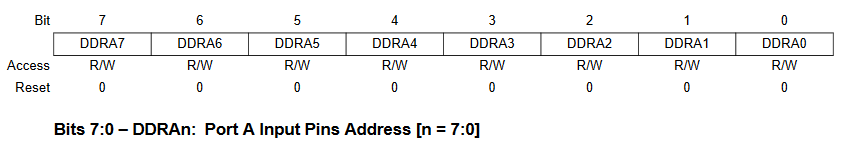 Bit 7 6 5 4 3 2 1 0
DDRA7 DDRA6 DDRA5 DDRA4 DDRA3 DDRA2 DDRA1 DDRA0
Access R/W R/W R/W R/W R/W R/W R/W R/W
Reset 0 0 0 0 0 0 0 0
Bits 7:0 – DDRAn: Port A Input Pins Address [n = 7:0]